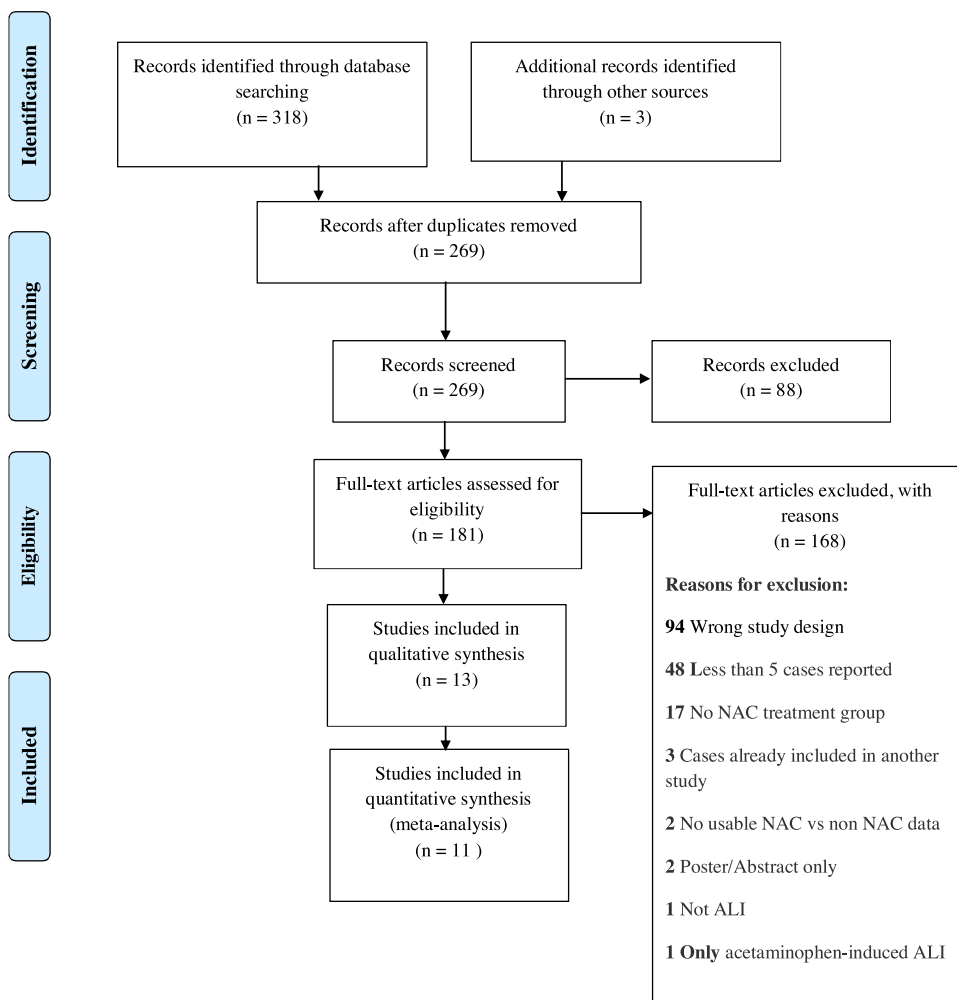 Identification
Records identified through database
searching
(n = 318)
Additional records identified
through other sources
(n = 3)
Records after duplicates removed
(n = 269)
Screening
Records screened
(n = 269)
Records excluded
(n = 88)
Eligibility
Full-text articles assessed for
eligibility
(n = 181)
Full-text articles excluded, with
reasons
(n = 168)
Reasons for exclusion:
94 Wrong study design
48 Less than 5 cases reported
17 No NAC treatment group
3 Cases already included in another
study
2 No usable NAC vs non NAC data
2 Poster/Abstract only
1 Not ALI
1 Only acetaminophen-induced ALI
Studies included in
qualitative synthesis
(n = 13)
Included
Studies included in
quantitative synthesis
(meta-analysis)
(n = 11 )